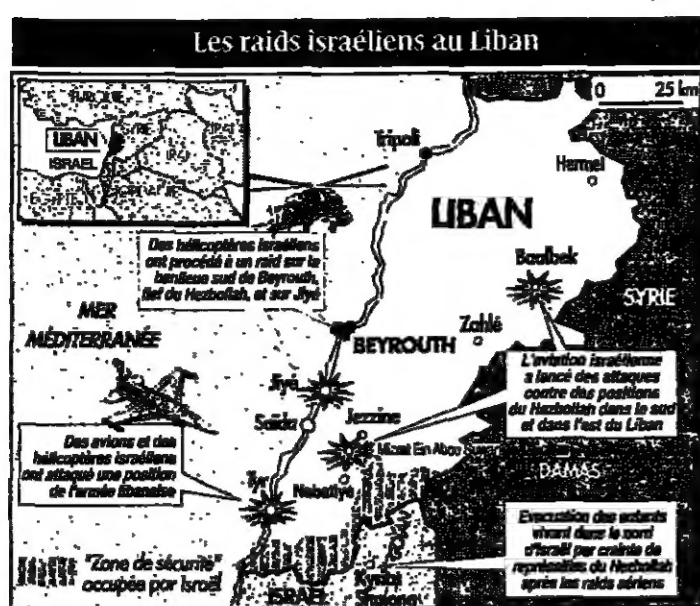 Les raids israéliens au Liban
TURQUIE
LIBAN
SYRIE
ISRAEL
0 25 km
Tripoli
Hermel
LIBAN
Des hélicoptères israéliens
ont procédé à un raid sur la
banlieue sud de Beyrouth,
fief du Hezbollah, et sur Jiyé
Baalbek
SYRIE
MER
MÉDITERRANÉE
BEYROUTH
Zahlé
L'aviation israélienne
a lancé des attaques
contre des positions
du Hezbollah dans le sud
et dans l'est du Liban
Jiyé
Saïda
Jezzine
Des avions et des
hélicoptères israéliens
ont attaqué une position
de l'armée libanaise
Nabatiyé
DAMAS
Tyr
Evacuation des enfants
vivant dans le nord
d'Israël par crainte de
représailles du Hezbollah
après les raids aériens
GOLAN
"Zone de sécurité"
occupée par Israël
ISRAEL